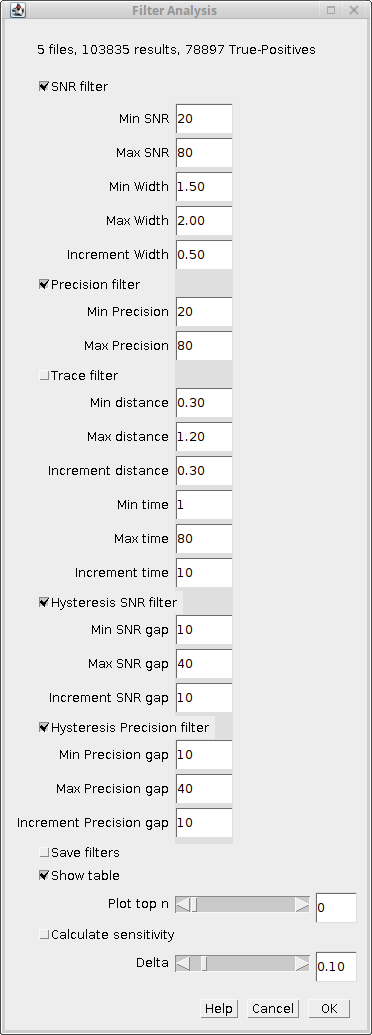 Filter Analysis
5 files, 103835 results, 78897 True-Positives
SNR filter
Min SNR 20
Max SNR 80
Min Width 1.50
Max Width 2.00
Increment Width 0.50
Precision filter
Min Precision 20
Max Precision 80
Trace filter
Min distance 0.30
Max distance 1.20
Increment distance 0.30
Min time 1
Max time 80
Increment time 10
Hysteresis SNR filter
Min SNR gap 10
Max SNR gap 40
Increment SNR gap 10
Hysteresis Precision filter
Min Precision gap 10
Max Precision gap 40
Increment Precision gap 10
Save filters
Show table
Plot top n 0
Calculate sensitivity
Delta 0.10
Help Cancel OK